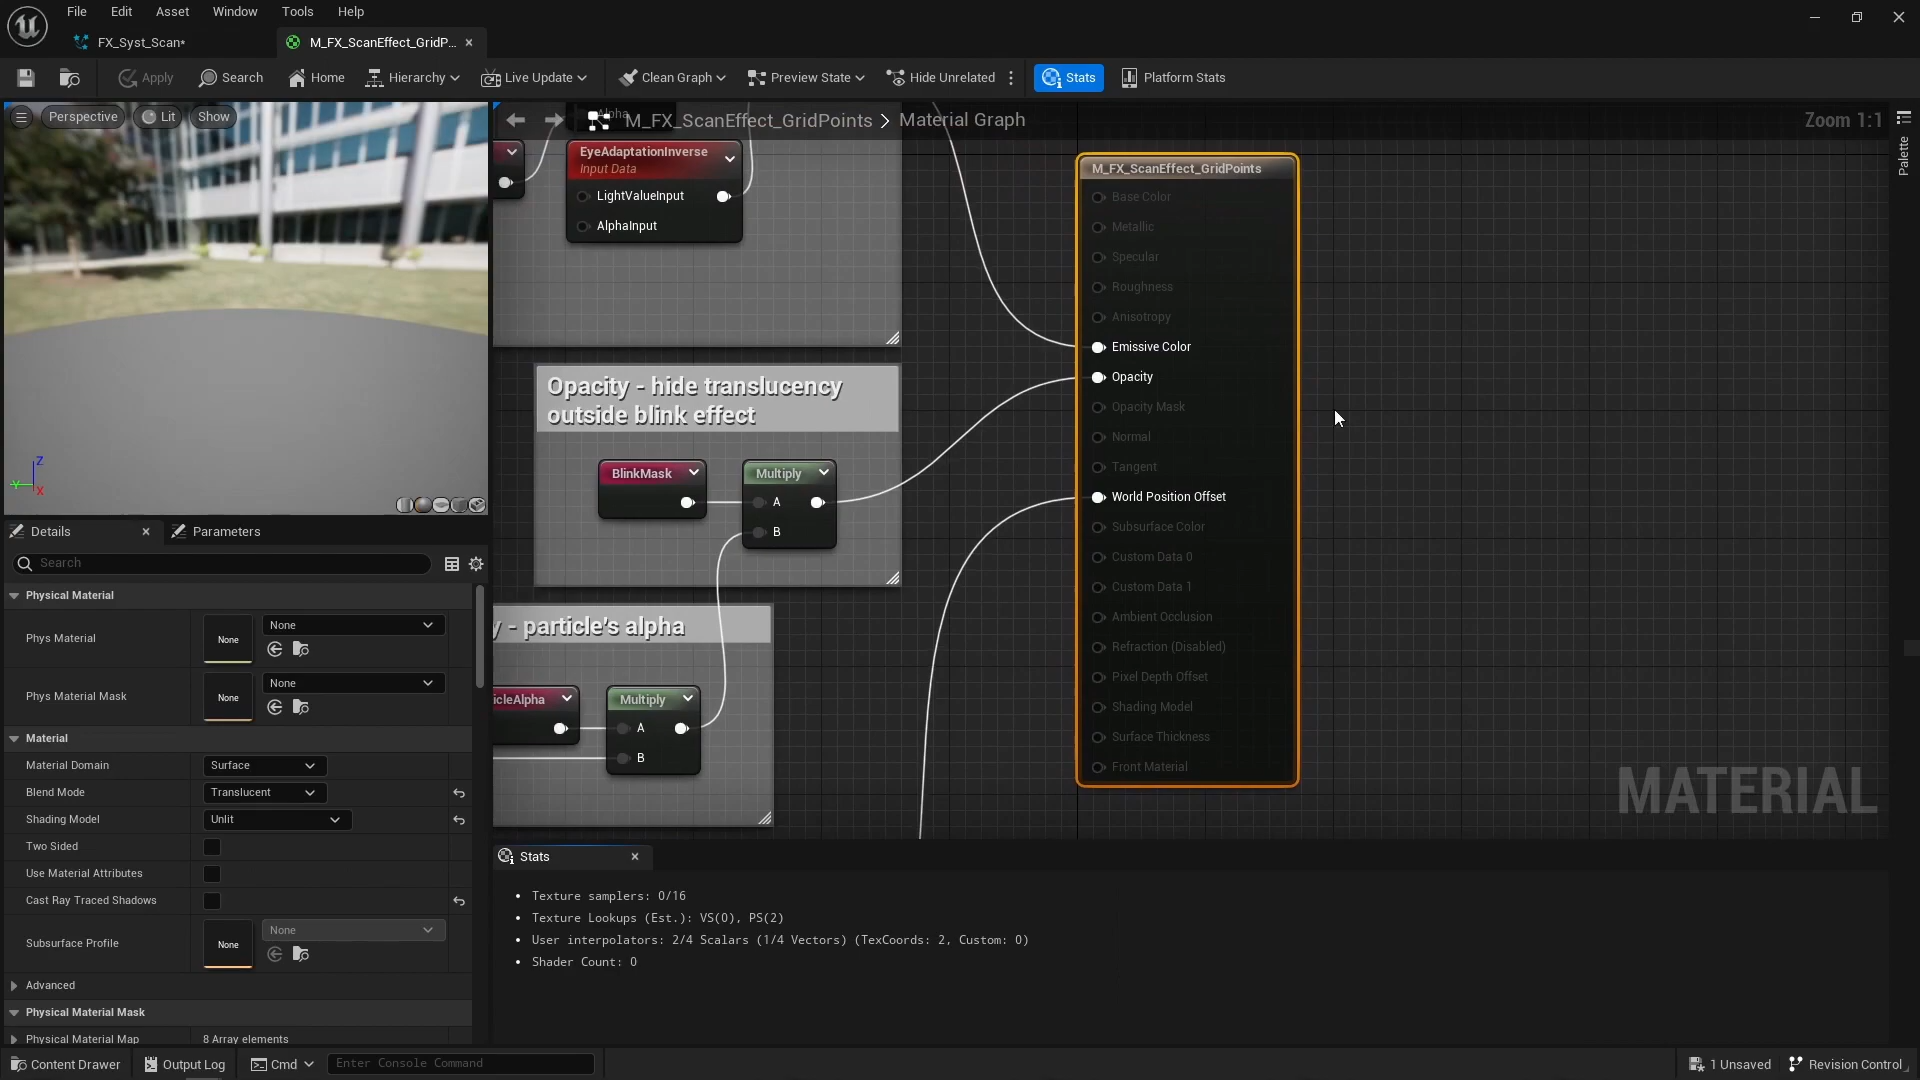 File Edit Asset Window Tools Help
FX_Syst_Scan*
M_FX_ScanEffect_GridP...
Apply
Search
Home
Hierarchy
Live Update
Clean Graph
Preview State
Hide Unrelated
Stats
Platform Stats
Perspective
Lit
Show
M_FX_ScanEffect_GridPoints > Material Graph
Zoom 1:1
Palette
Alpha
EyeAdaptationInverse
Input Data
LightValueInput
AlphaInput
Opacity - hide translucency
outside blink effect
BlinkMask
Multiply
A
B
y - particle's alpha
icleAlpha
Multiply
A
B
M_FX_ScanEffect_GridPoints
Base Color
Metallic
Specular
Roughness
Anisotropy
Emissive Color
Opacity
Opacity Mask
Normal
Tangent
World Position Offset
Subsurface Color
Custom Data 0
Custom Data 1
Ambient Occlusion
Refraction (Disabled)
Pixel Depth Offset
Shading Model
Surface Thickness
Front Material
MATERIAL
Z
Y
X
Details
Parameters
Search
Physical Material
Phys Material
None
None
Phys Material Mask
None
None
Material
Material Domain
Surface
Blend Mode
Translucent
Shading Model
Unlit
Two Sided
Use Material Attributes
Cast Ray Traced Shadows
Subsurface Profile
None
None
Advanced
Physical Material Mask
Physical Material Map
8 Array elements
Stats
Texture samplers: 0/16
Texture Lookups (Est.): VS(0), PS(2)
User interpolators: 2/4 Scalars (1/4 Vectors) (TexCoords: 2, Custom: 0)
Shader Count: 0
Content Drawer
Output Log
Cmd
Enter Console Command
1 Unsaved
Revision Control